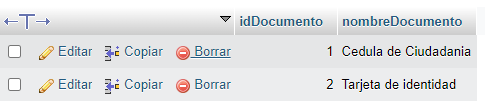 idDocumento nombreDocumento
Editar Copiar Borrar 1 Cedula de Ciudadania
Editar Copiar Borrar 2 Tarjeta de identidad